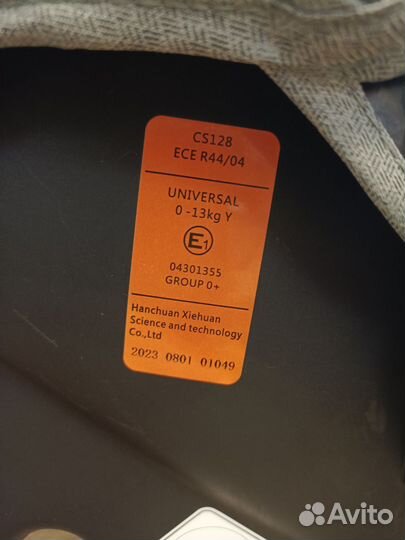 CS128
ECE R44/04
UNIVERSAL
0 -13kg Y
E1
04301355
GROUP 0+
Hanchuan Xiehuan
Science and technology
Co.,Ltd
2023 0801 01049
Avito